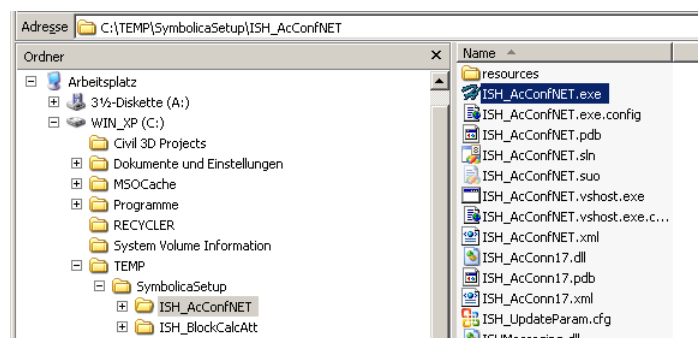 Adresse C:\TEMP\SymbolicaSetup\ISH_AcConfNET
Ordner
Arbeitsplatz
3½-Diskette (A:)
WIN_XP (C:)
Civil 3D Projects
Dokumente und Einstellungen
MSOCache
Programme
RECYCLER
System Volume Information
TEMP
SymbolicaSetup
ISH_AcConfNET
ISH_BlockCalcAtt
Name
resources
ISH_AcConfNET.exe
ISH_AcConfNET.exe.config
ISH_AcConfNET.pdb
ISH_AcConfNET.sln
ISH_AcConfNET.suo
ISH_AcConfNET.vshost.exe
ISH_AcConfNET.vshost.exe.c...
ISH_AcConfNET.xml
ISH_AcConn17.dll
ISH_AcConn17.pdb
ISH_AcConn17.xml
ISH_UpdateParam.cfg
ISHMessaging.dll